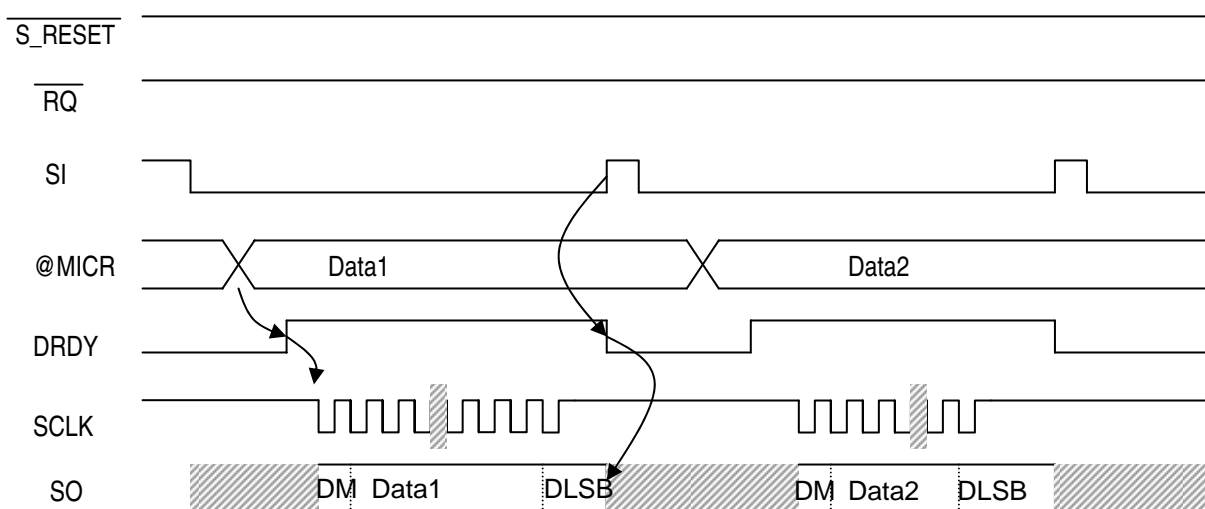 S_RESET
RQ
SI
@MICR Data1 Data2
DRDY
SCLK
SO DM Data1 DLSB DM Data2 DLSB